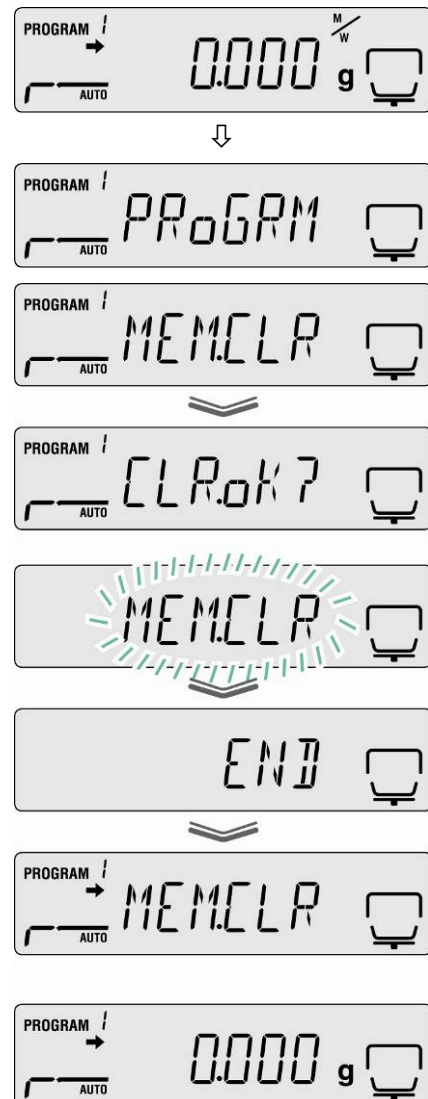 PROGRAM 1
M/W
0.000 g
AUTO
PROGRAM 1
PRoGRM
AUTO
PROGRAM 1
MEM.CLR
AUTO
PROGRAM 1
CLR.oK?
AUTO
MEM.CLR
END
PROGRAM 1
MEM.CLR
AUTO
PROGRAM 1
0.000 g
AUTO